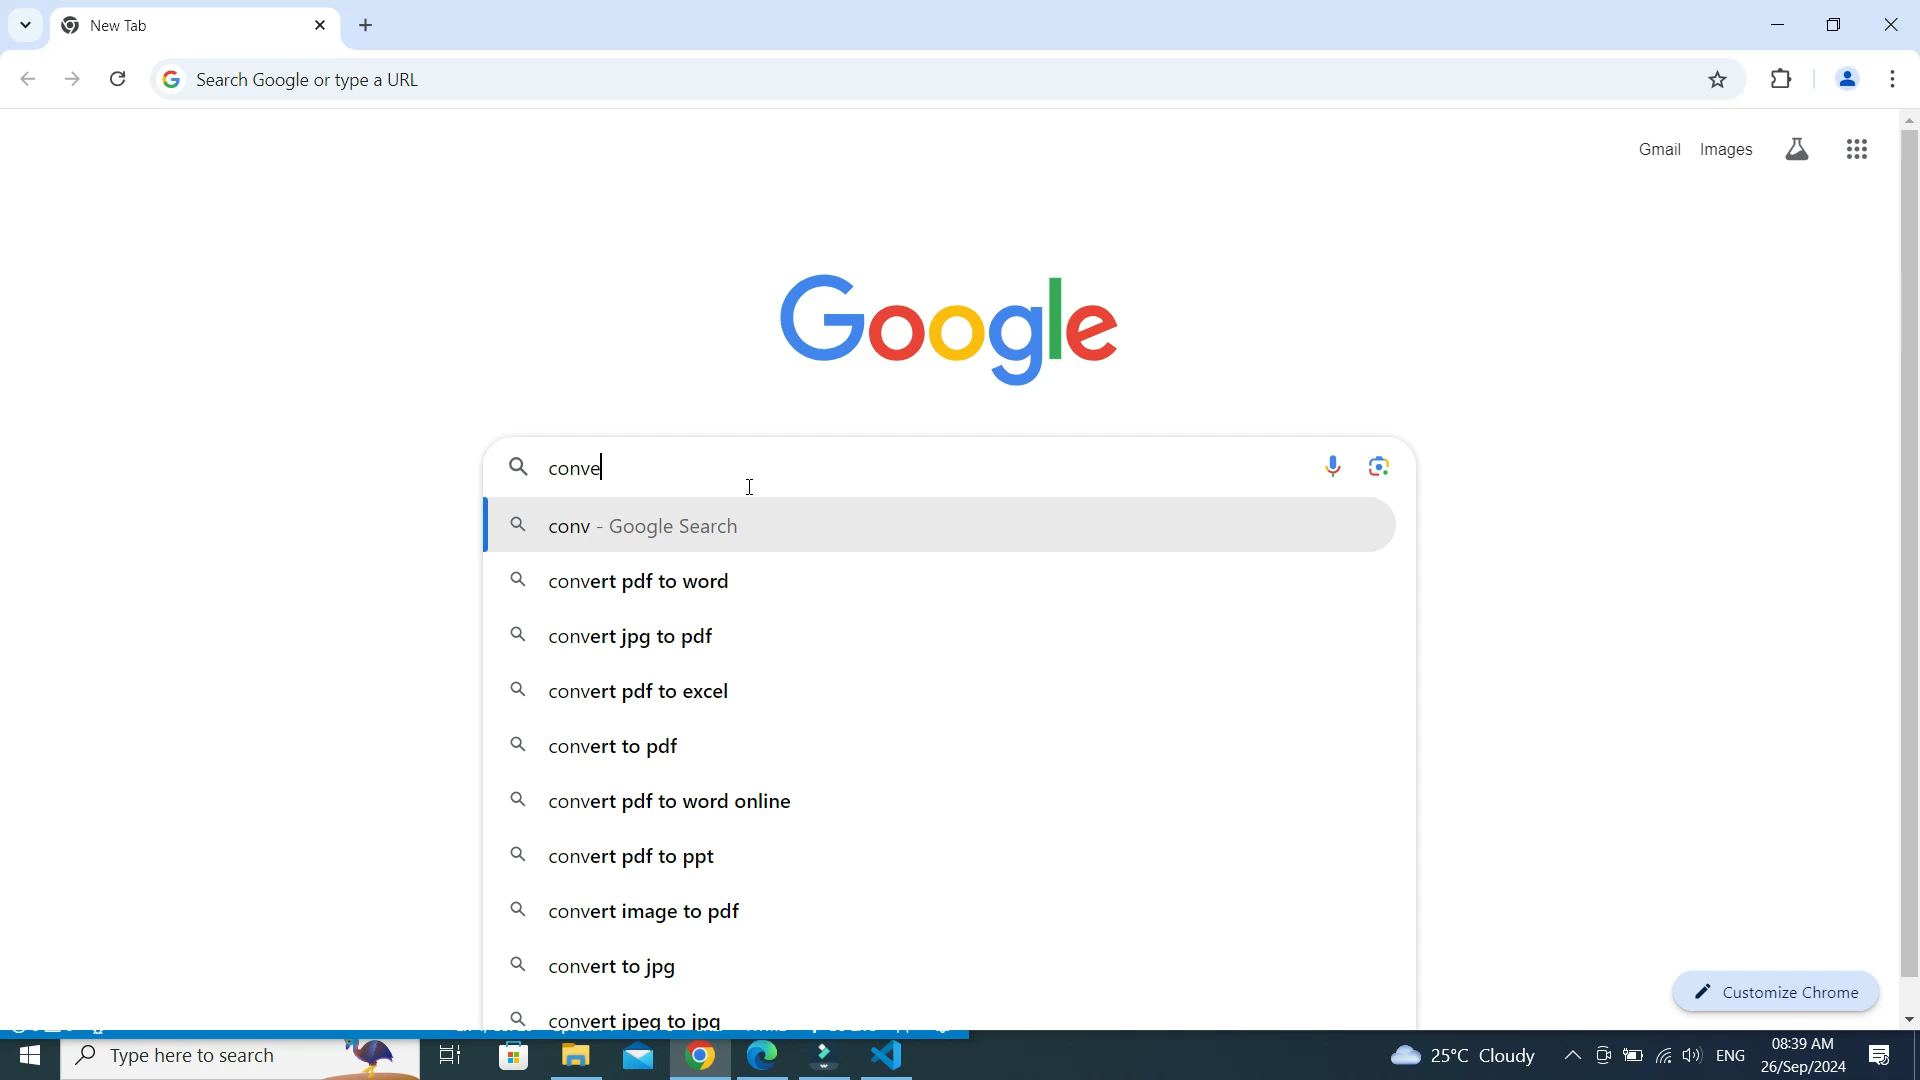 New Tab
Search Google or type a URL
Gmail Images
Google
conve
conv - Google Search
convert pdf to word
convert jpg to pdf
convert pdf to excel
convert to pdf
convert pdf to word online
convert pdf to ppt
convert image to pdf
convert to jpg
convert jpeg to jpg
Customize Chrome
Type here to search
25°C Cloudy
ENG
08:39 AM
26/Sep/2024